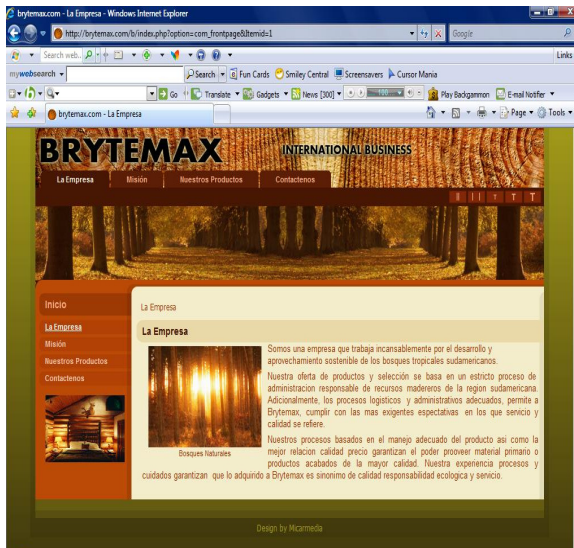 brytemax.com - La Empresa - Windows Internet Explorer
http://brytemax.com/b/index.php?option=com_frontpage&Itemid=1
Google
Search web...
Links
mywebsearch
Search
Fun Cards
Smiley Central
Screensavers
Cursor Mania
Go
Translate
Gadgets
News [300]
100
Play Backgammon
E-mail Notifier
brytemax.com - La Empresa
Page
Tools
BRYTEMAX
INTERNATIONAL BUSINESS
La Empresa
Misión
Nuestros Productos
Contactenos
Inicio
La Empresa
Misión
Nuestros Productos
Contactenos
La Empresa
La Empresa
Somos una empresa que trabaja incansablemente por el desarrollo y
aprovechamiento sostenible de los bosques tropicales sudamericanos.
Nuestra oferta de productos y selección se basa en un estricto proceso de
administracion responsable de recursos madereros de la region sudamericana.
Adicionalmente, los procesos logisticos y administrativos adecuados, permite a
Brytemax, cumplir con las mas exigentes espectativas en los que servicio y
calidad se refiere.
Nuestros procesos basados en el manejo adecuado del producto asi como la
mejor relacion calidad precio garantizan el poder prooveer material primario o
productos acabados de la mayor calidad. Nuestra experiencia procesos y
cuidados garantizan que lo adquirido a Brytemax es sinonimo de calidad responsabilidad ecologica y servicio.
Bosques Naturales
Design by Micarmedia